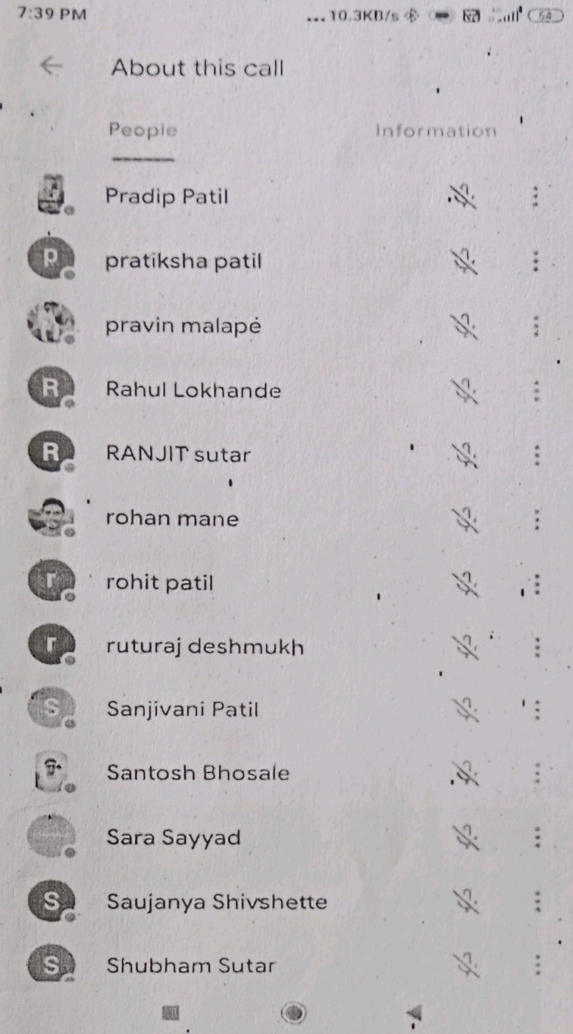 7:39 PM ...10.3KB/s
About this call
People Information
Pradip Patil
P pratiksha patil
pravin malape
R Rahul Lokhande
R RANJIT sutar
rohan mane
r rohit patil
r ruturaj deshmukh
S Sanjivani Patil
Santosh Bhosale
Sara Sayyad
S Saujanya Shivshette
S Shubham Sutar